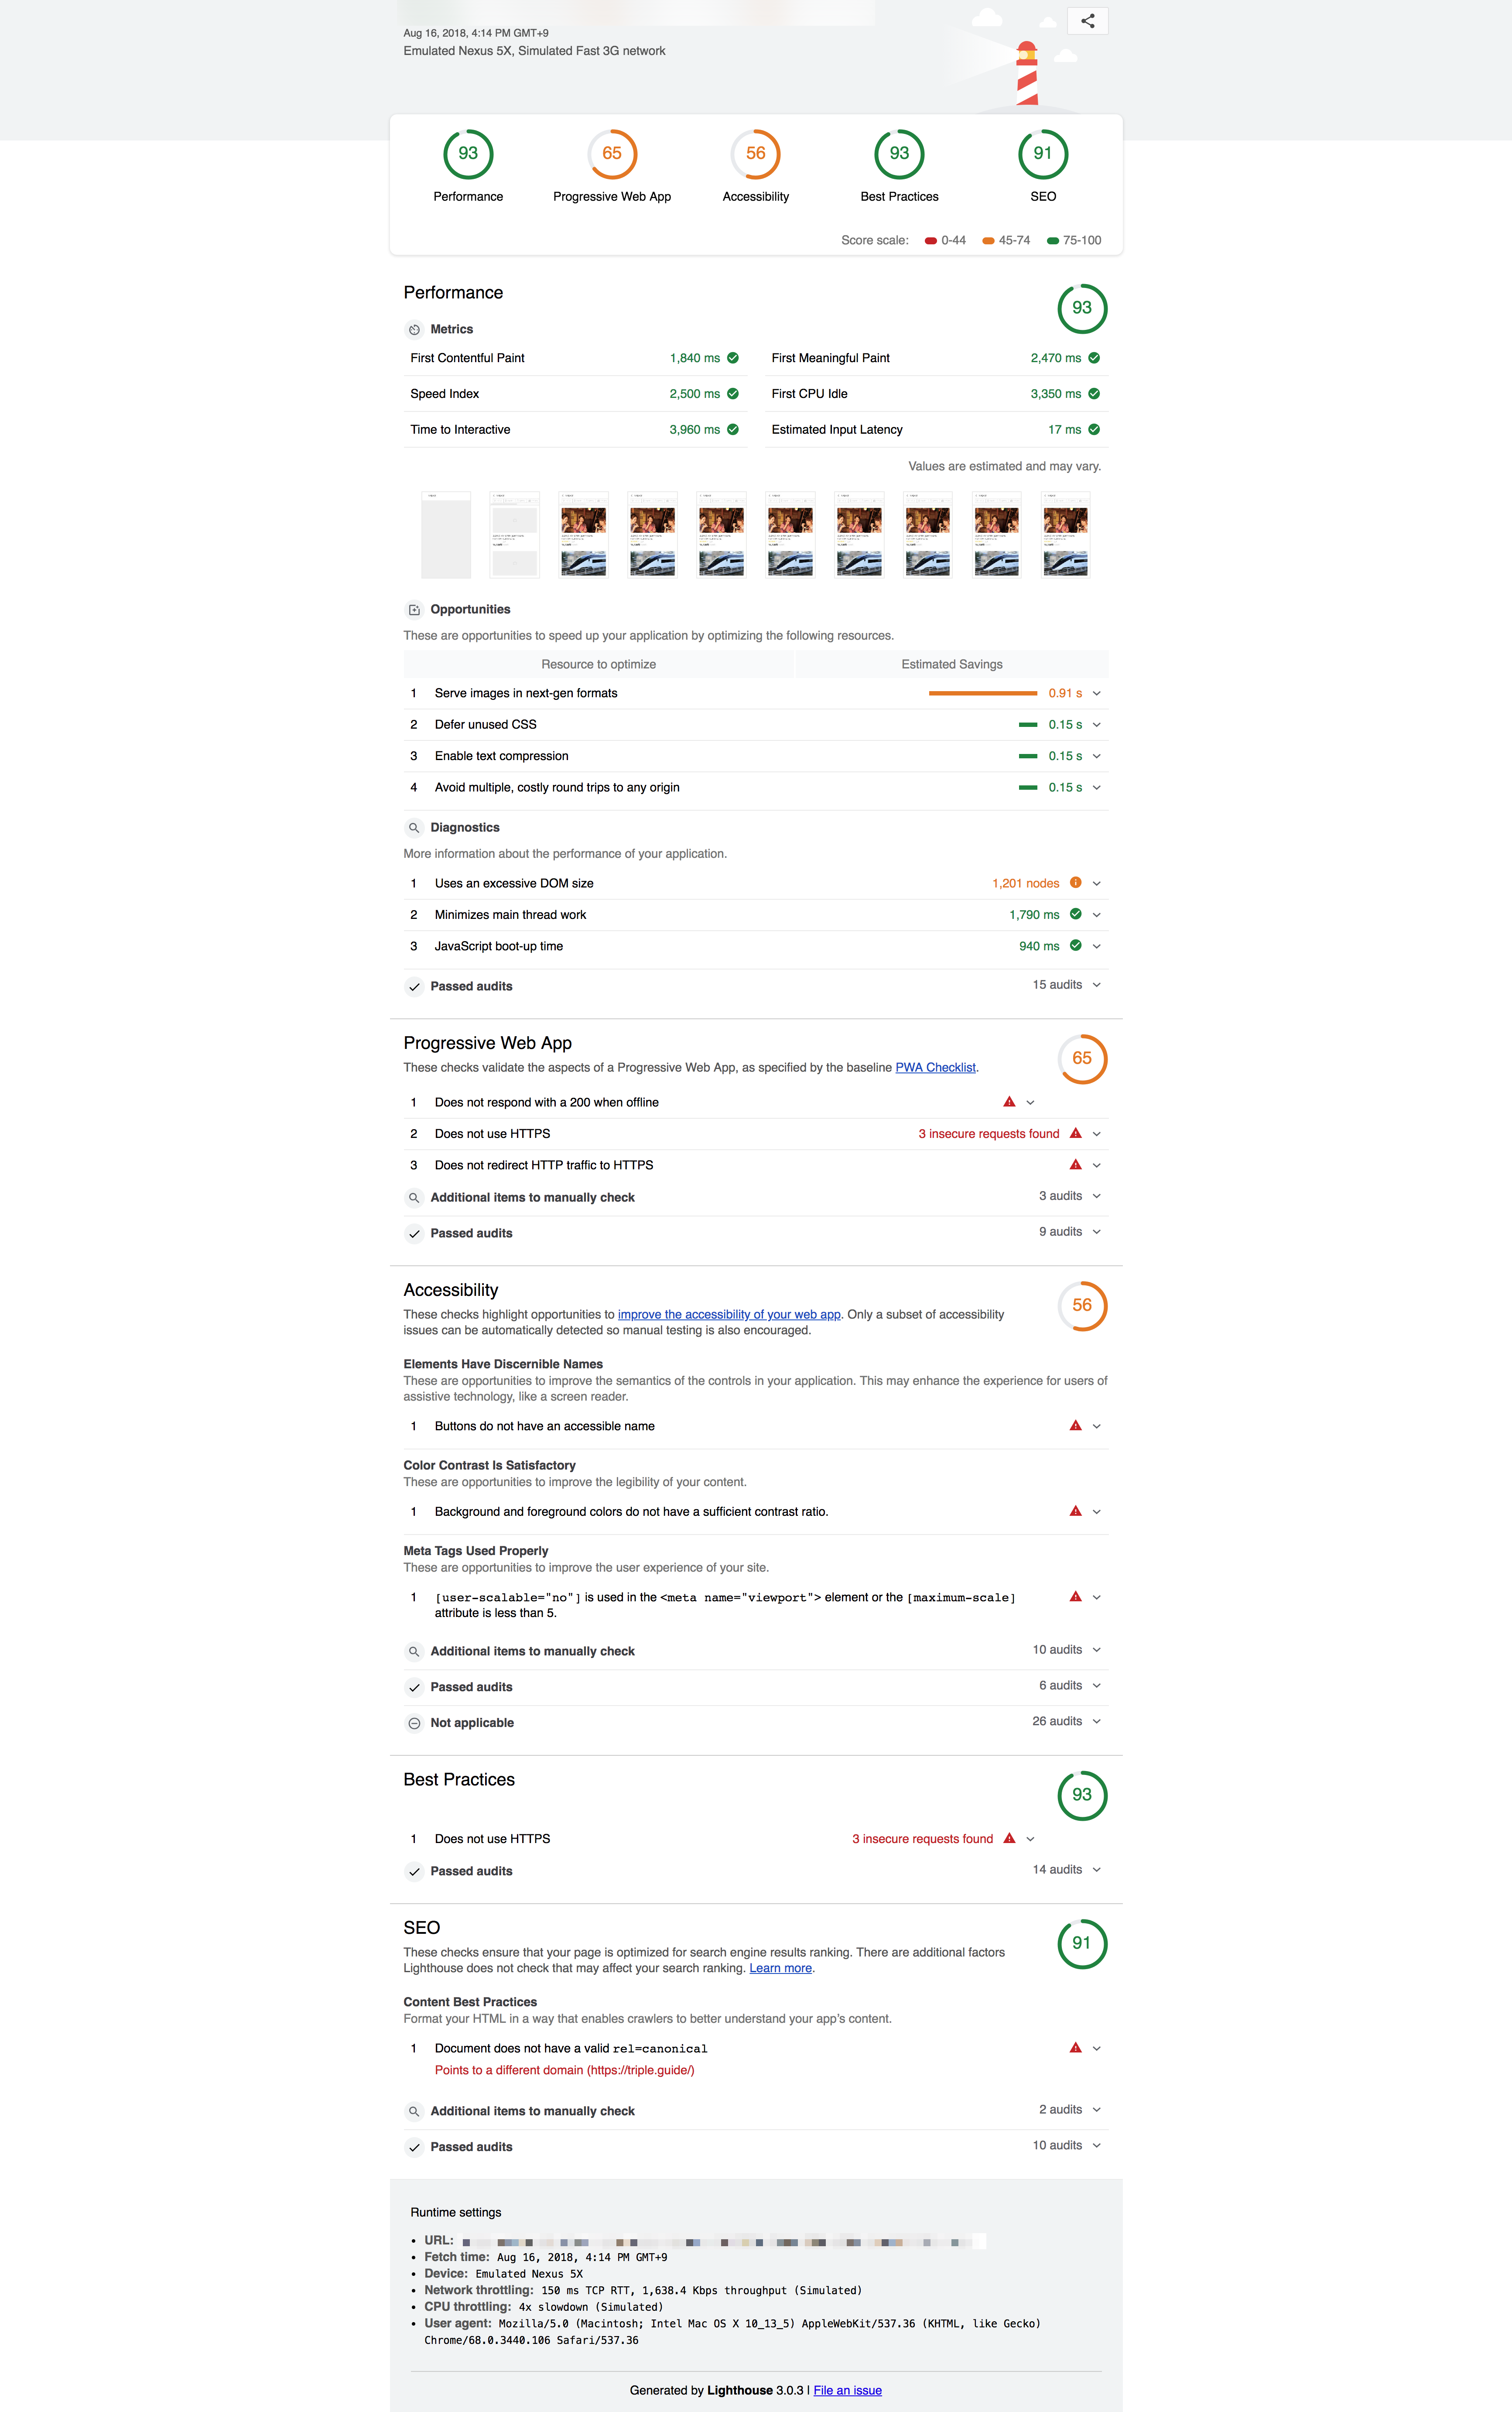 Aug 16, 2018, 4:14 PM GMT+9
Emulated Nexus 5X, Simulated Fast 3G network
93
65
56
93
91
Performance
Progressive Web App
Accessibility
Best Practices
SEO
Score scale: 0-44 45-74 75-100
Performance
93
Metrics
First Contentful Paint 1,840 ms
First Meaningful Paint 2,470 ms
Speed Index 2,500 ms
First CPU Idle 3,350 ms
Time to Interactive 3,960 ms
Estimated Input Latency 17 ms
Values are estimated and may vary.
Opportunities
These are opportunities to speed up your application by optimizing the following resources.
Resource to optimize Estimated Savings
1 Serve images in next-gen formats 0.91 s
2 Defer unused CSS 0.15 s
3 Enable text compression 0.15 s
4 Avoid multiple, costly round trips to any origin 0.15 s
Diagnostics
More information about the performance of your application.
1 Uses an excessive DOM size 1,201 nodes
2 Minimizes main thread work 1,790 ms
3 JavaScript boot-up time 940 ms
Passed audits 15 audits
Progressive Web App
65
These checks validate the aspects of a Progressive Web App, as specified by the baseline PWA Checklist.
1 Does not respond with a 200 when offline
2 Does not use HTTPS 3 insecure requests found
3 Does not redirect HTTP traffic to HTTPS
Additional items to manually check 3 audits
Passed audits 9 audits
Accessibility
56
These checks highlight opportunities to improve the accessibility of your web app. Only a subset of accessibility
issues can be automatically detected so manual testing is also encouraged.
Elements Have Discernible Names
These are opportunities to improve the semantics of the controls in your application. This may enhance the experience for users of
assistive technology, like a screen reader.
1 Buttons do not have an accessible name
Color Contrast Is Satisfactory
These are opportunities to improve the legibility of your content.
1 Background and foreground colors do not have a sufficient contrast ratio.
Meta Tags Used Properly
These are opportunities to improve the user experience of your site.
1 [user-scalable="no"] is used in the <meta name="viewport"> element or the [maximum-scale]
attribute is less than 5.
Additional items to manually check 10 audits
Passed audits 6 audits
Not applicable 26 audits
Best Practices
93
1 Does not use HTTPS 3 insecure requests found
Passed audits 14 audits
SEO
91
These checks ensure that your page is optimized for search engine results ranking. There are additional factors
Lighthouse does not check that may affect your search ranking. Learn more.
Content Best Practices
Format your HTML in a way that enables crawlers to better understand your app's content.
1 Document does not have a valid rel=canonical
Points to a different domain (https://triple.guide/)
Additional items to manually check 2 audits
Passed audits 10 audits
Runtime settings
• URL:
• Fetch time: Aug 16, 2018, 4:14 PM GMT+9
• Device: Emulated Nexus 5X
• Network throttling: 150 ms TCP RTT, 1,638.4 Kbps throughput (Simulated)
• CPU throttling: 4x slowdown (Simulated)
• User agent: Mozilla/5.0 (Macintosh; Intel Mac OS X 10_13_5) AppleWebKit/537.36 (KHTML, like Gecko)
Chrome/68.0.3440.106 Safari/537.36
Generated by Lighthouse 3.0.3 | File an issue